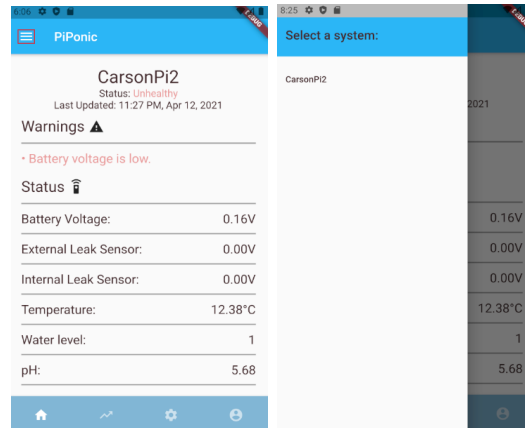 6:06
PiPonic
CarsonPi2
Status: Unhealthy
Last Updated: 11:27 PM, Apr 12, 2021
Warnings
• Battery voltage is low.
Status
Battery Voltage: 0.16V
External Leak Sensor: 0.00V
Internal Leak Sensor: 0.00V
Temperature: 12.38°C
Water level: 1
pH: 5.68
8:25
Select a system:
CarsonPi2
2021
0.16V
0.00V
0.00V
12.38°C
1
5.68